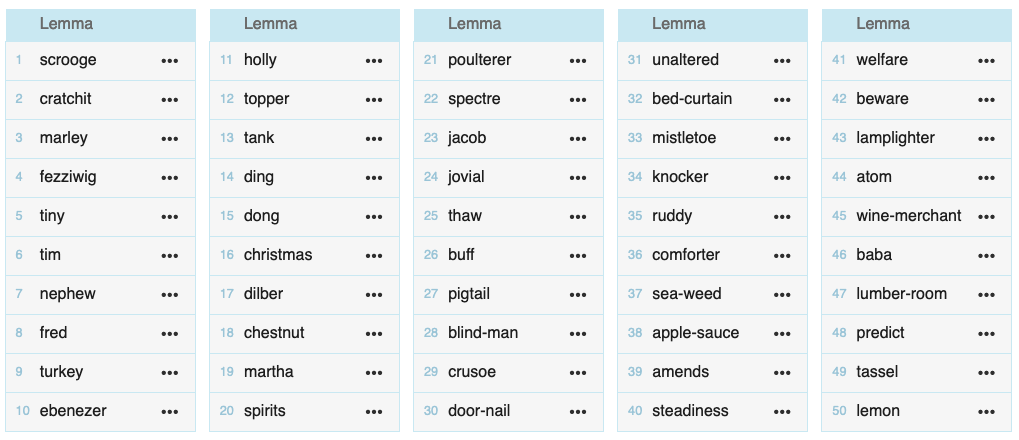 Lemma
1 scrooge •••
2 cratchit •••
3 marley •••
4 fezziwig •••
5 tiny •••
6 tim •••
7 nephew •••
8 fred •••
9 turkey •••
10 ebenezer •••
Lemma
11 holly •••
12 topper •••
13 tank •••
14 ding •••
15 dong •••
16 christmas •••
17 dilber •••
18 chestnut •••
19 martha •••
20 spirits •••
Lemma
21 poulterer •••
22 spectre •••
23 jacob •••
24 jovial •••
25 thaw •••
26 buff •••
27 pigtail •••
28 blind-man •••
29 crusoe •••
30 door-nail •••
Lemma
31 unaltered •••
32 bed-curtain •••
33 mistletoe •••
34 knocker •••
35 ruddy •••
36 comforter •••
37 sea-weed •••
38 apple-sauce •••
39 amends •••
40 steadiness •••
Lemma
41 welfare •••
42 beware •••
43 lamplighter •••
44 atom •••
45 wine-merchant •••
46 baba •••
47 lumber-room •••
48 predict •••
49 tassel •••
50 lemon •••